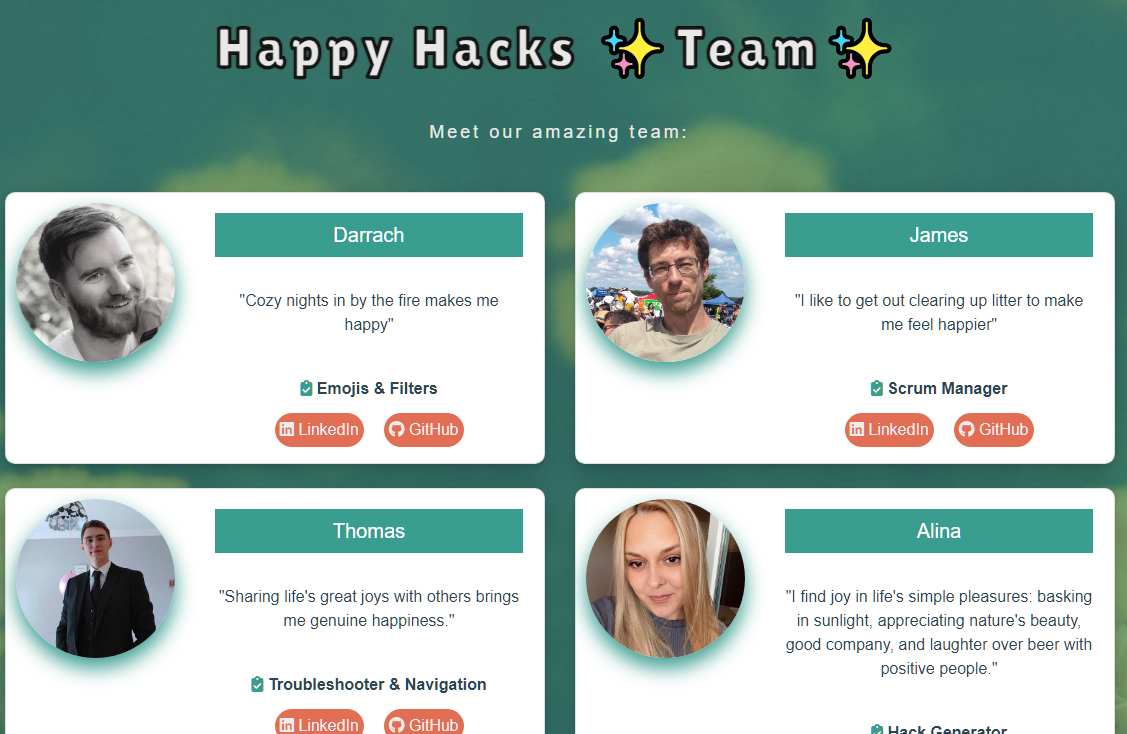 Happy Hacks ✨Team✨
Meet our amazing team:
Darrach
"Cozy nights in by the fire makes me
happy"
Emojis & Filters
LinkedIn GitHub
James
"I like to get out clearing up litter to make
me feel happier"
Scrum Manager
LinkedIn GitHub
Thomas
"Sharing life's great joys with others brings
me genuine happiness."
Troubleshooter & Navigation
LinkedIn GitHub
Alina
"I find joy in life's simple pleasures: basking
in sunlight, appreciating nature's beauty,
good company, and laughter over beer with
positive people."
Hack Generator